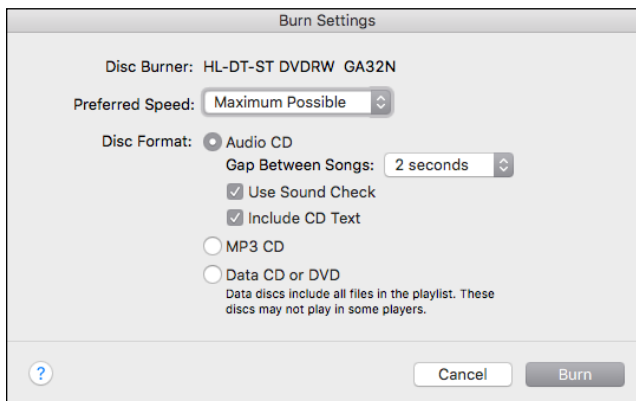 Burn Settings
Disc Burner: HL-DT-ST DVDRW GA32N
Preferred Speed: Maximum Possible
Disc Format: Audio CD
Gap Between Songs: 2 seconds
Use Sound Check
Include CD Text
MP3 CD
Data CD or DVD
Data discs include all files in the playlist. These
discs may not play in some players.
? Cancel Burn